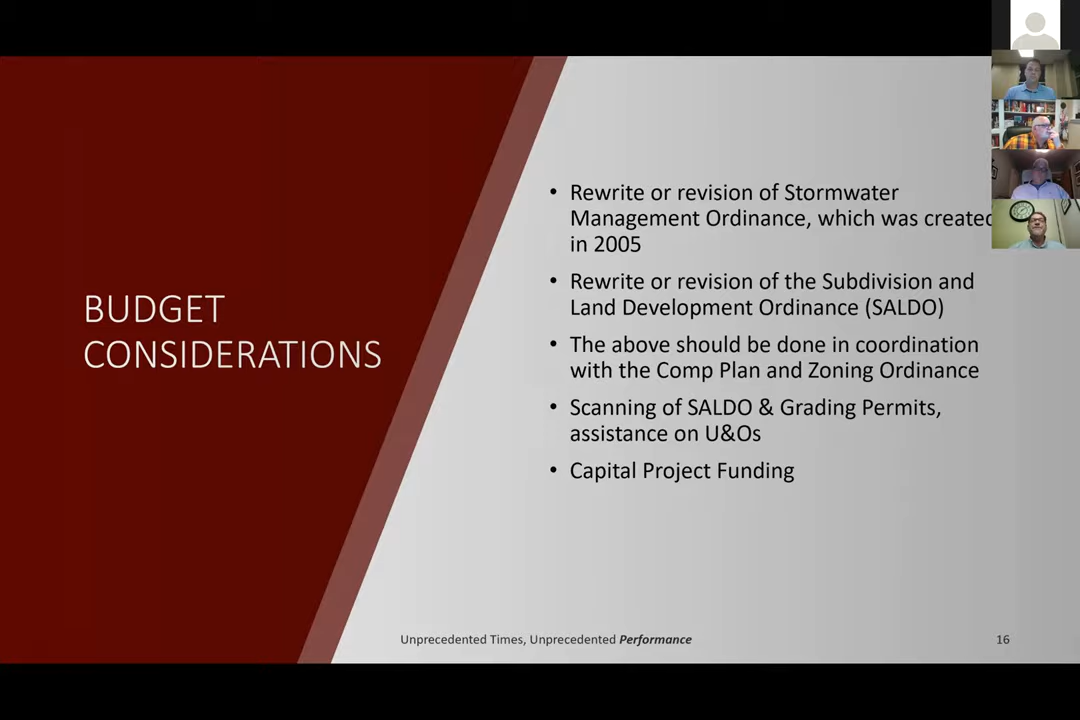 BUDGET
CONSIDERATIONS
• Rewrite or revision of Stormwater
Management Ordinance, which was created
in 2005
• Rewrite or revision of the Subdivision and
Land Development Ordinance (SALDO)
• The above should be done in coordination
with the Comp Plan and Zoning Ordinance
• Scanning of SALDO & Grading Permits,
assistance on U&Os
• Capital Project Funding
Unprecedented Times, Unprecedented Performance
16